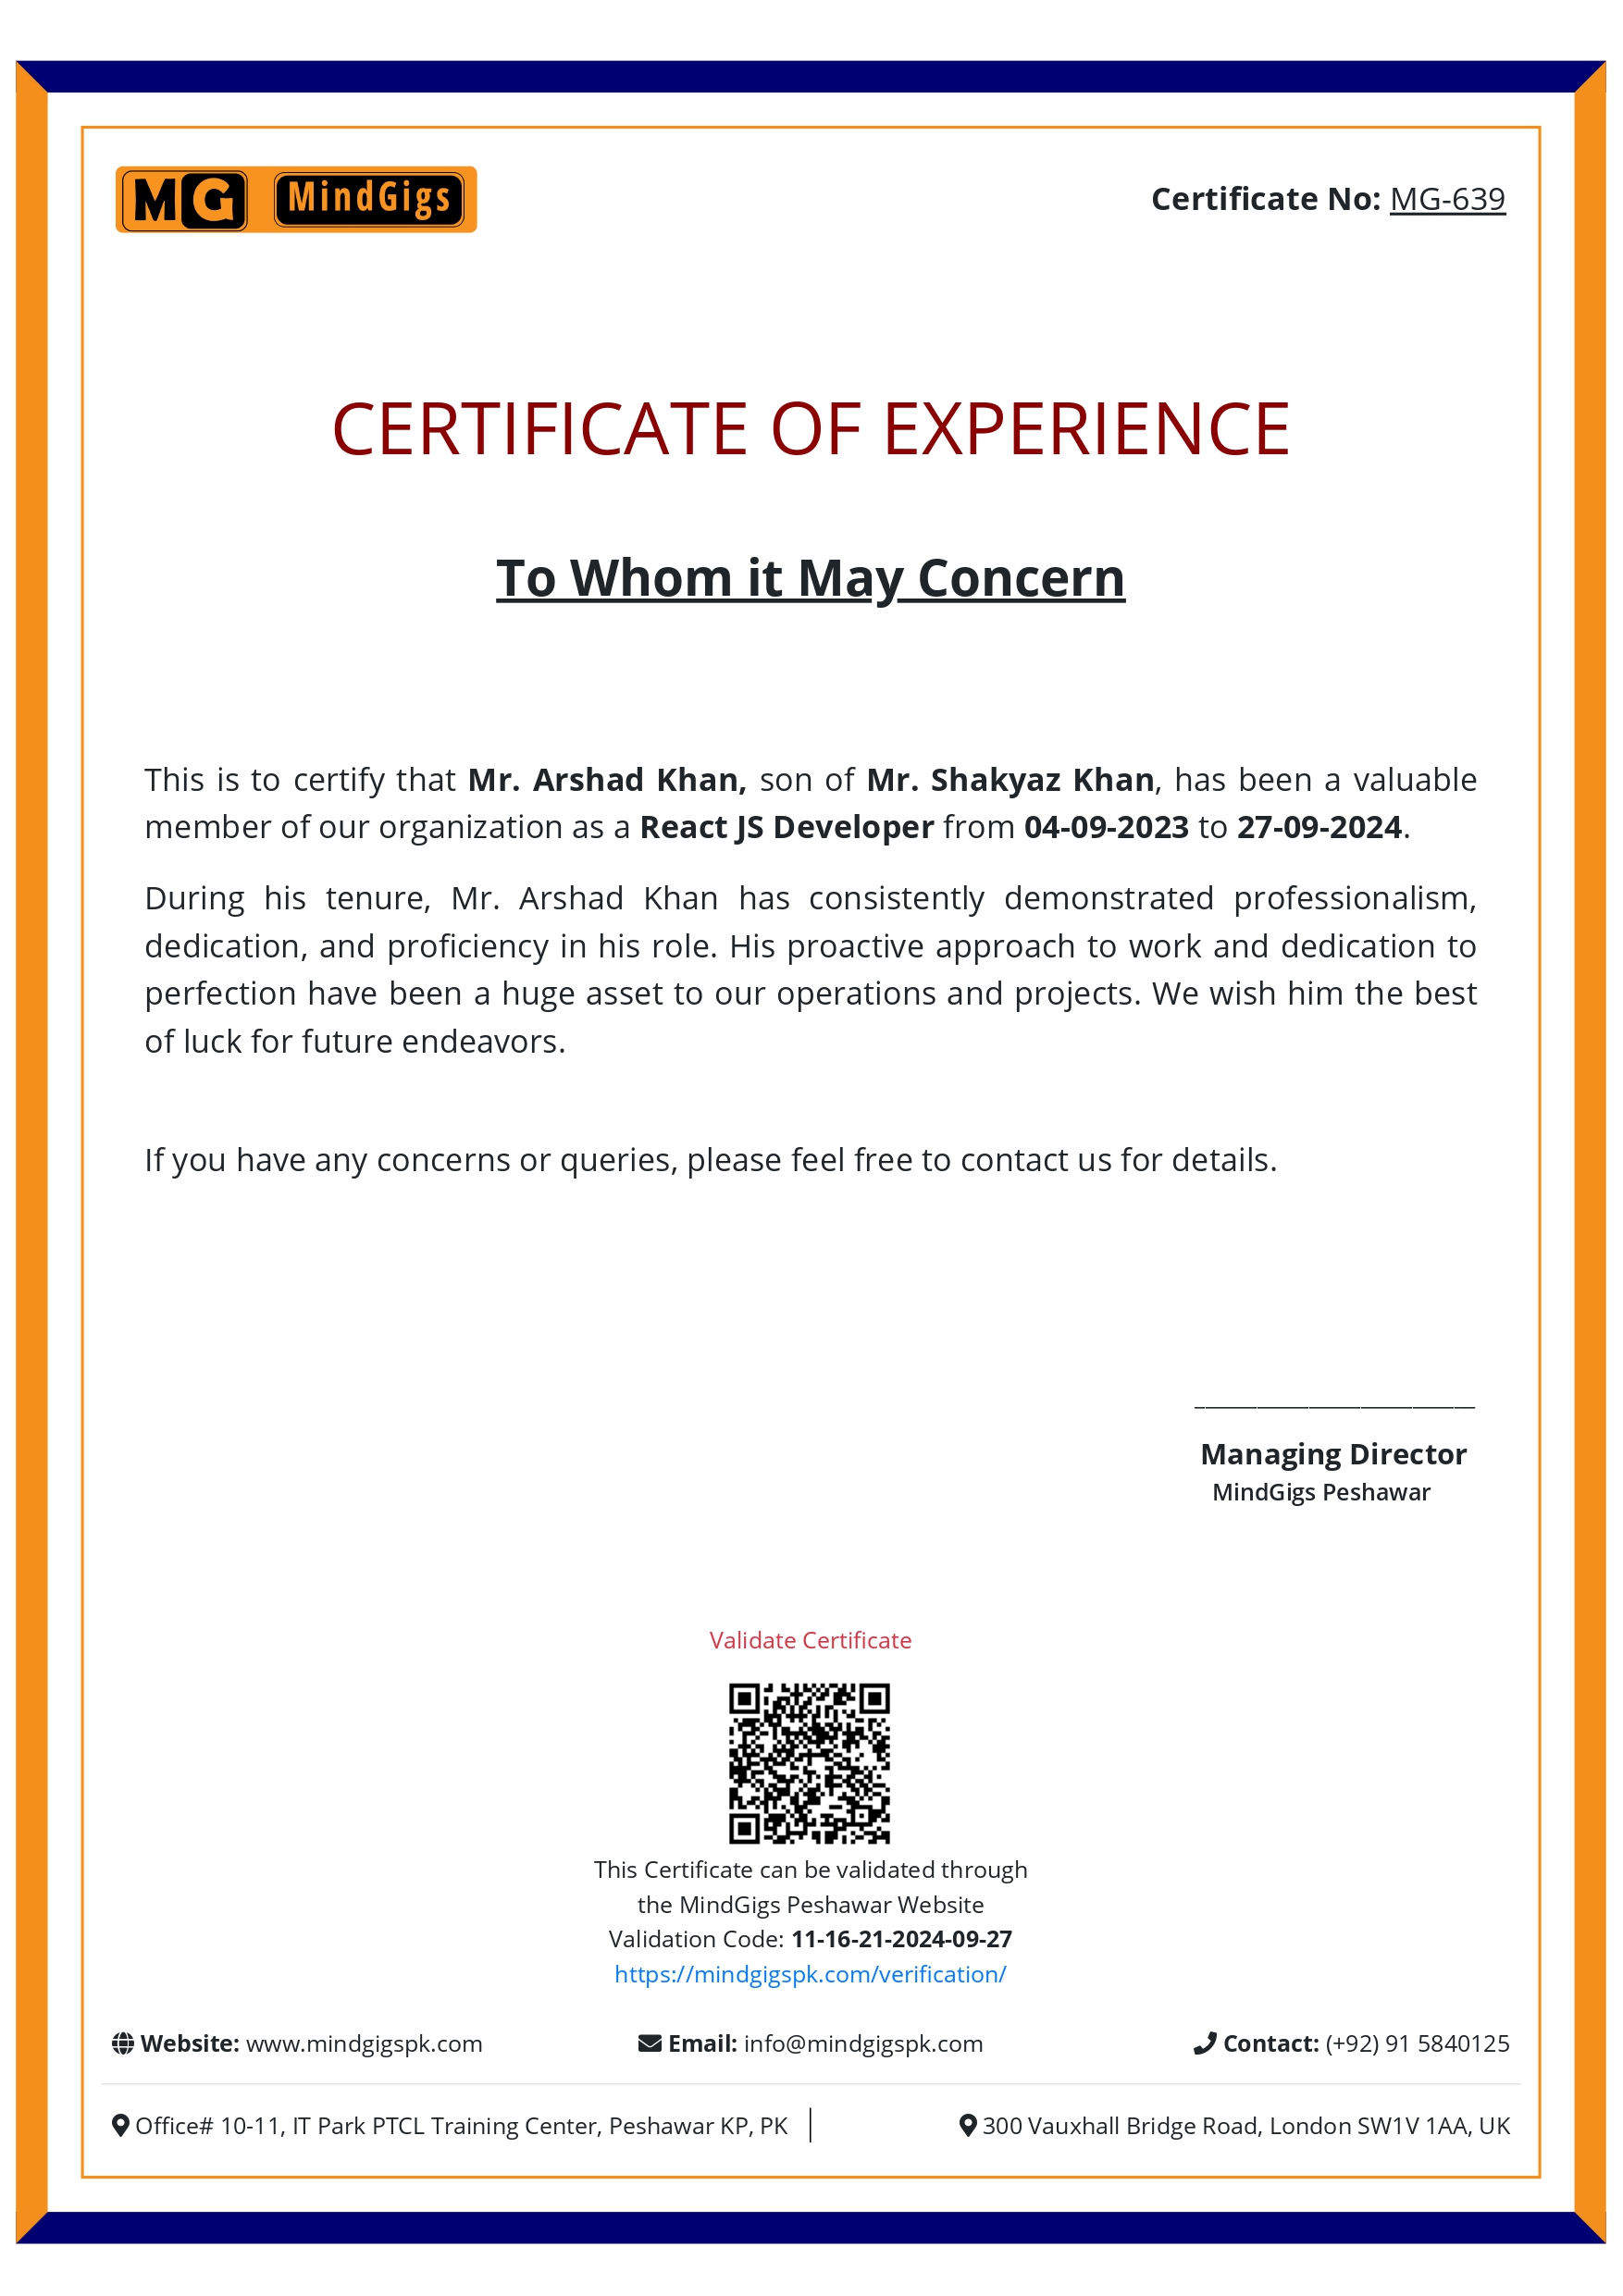 MG MindGigs
Certificate No: MG-639
CERTIFICATE OF EXPERIENCE
To Whom it May Concern
This is to certify that Mr. Arshad Khan, son of Mr. Shakyaz Khan, has been a valuable
member of our organization as a React JS Developer from 04-09-2023 to 27-09-2024.
During his tenure, Mr. Arshad Khan has consistently demonstrated professionalism,
dedication, and proficiency in his role. His proactive approach to work and dedication to
perfection have been a huge asset to our operations and projects. We wish him the best
of luck for future endeavors.
If you have any concerns or queries, please feel free to contact us for details.
Managing Director
MindGigs Peshawar
Validate Certificate
This Certificate can be validated through
the MindGigs Peshawar Website
Validation Code: 11-16-21-2024-09-27
https://mindgigspk.com/verification/
Website: www.mindgigspk.com Email: info@mindgigspk.com Contact: (+92) 91 5840125
Office# 10-11, IT Park PTCL Training Center, Peshawar KP, PK 300 Vauxhall Bridge Road, London SW1V 1AA, UK